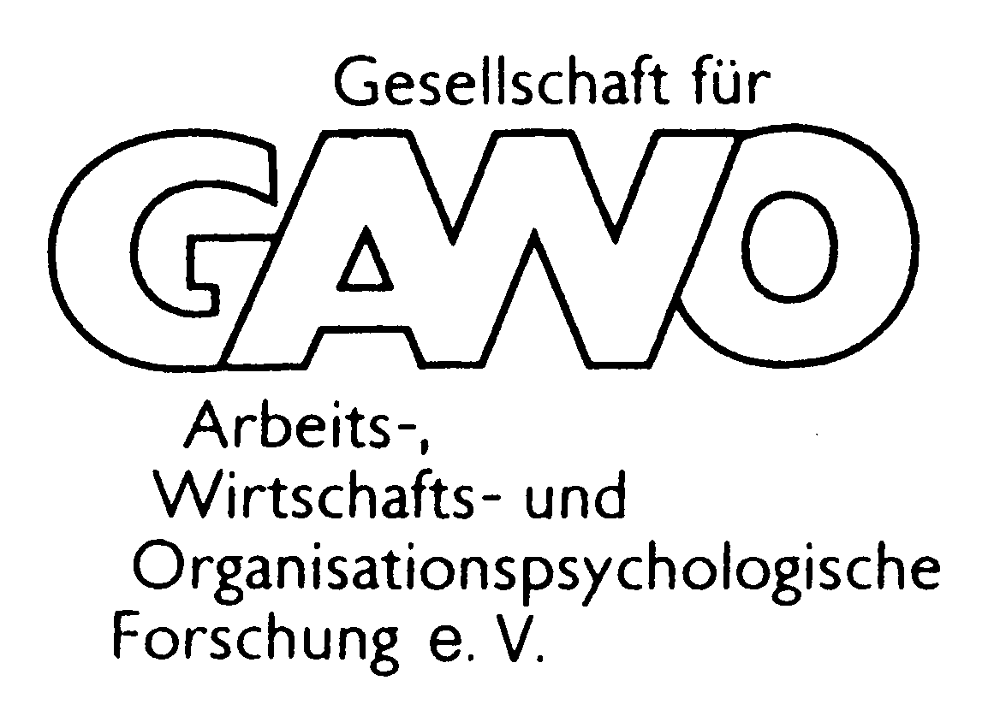 Gesellschaft für
GAWO
Arbeits-,
Wirtschafts- und
Organisationspsychologische
Forschung e. V.